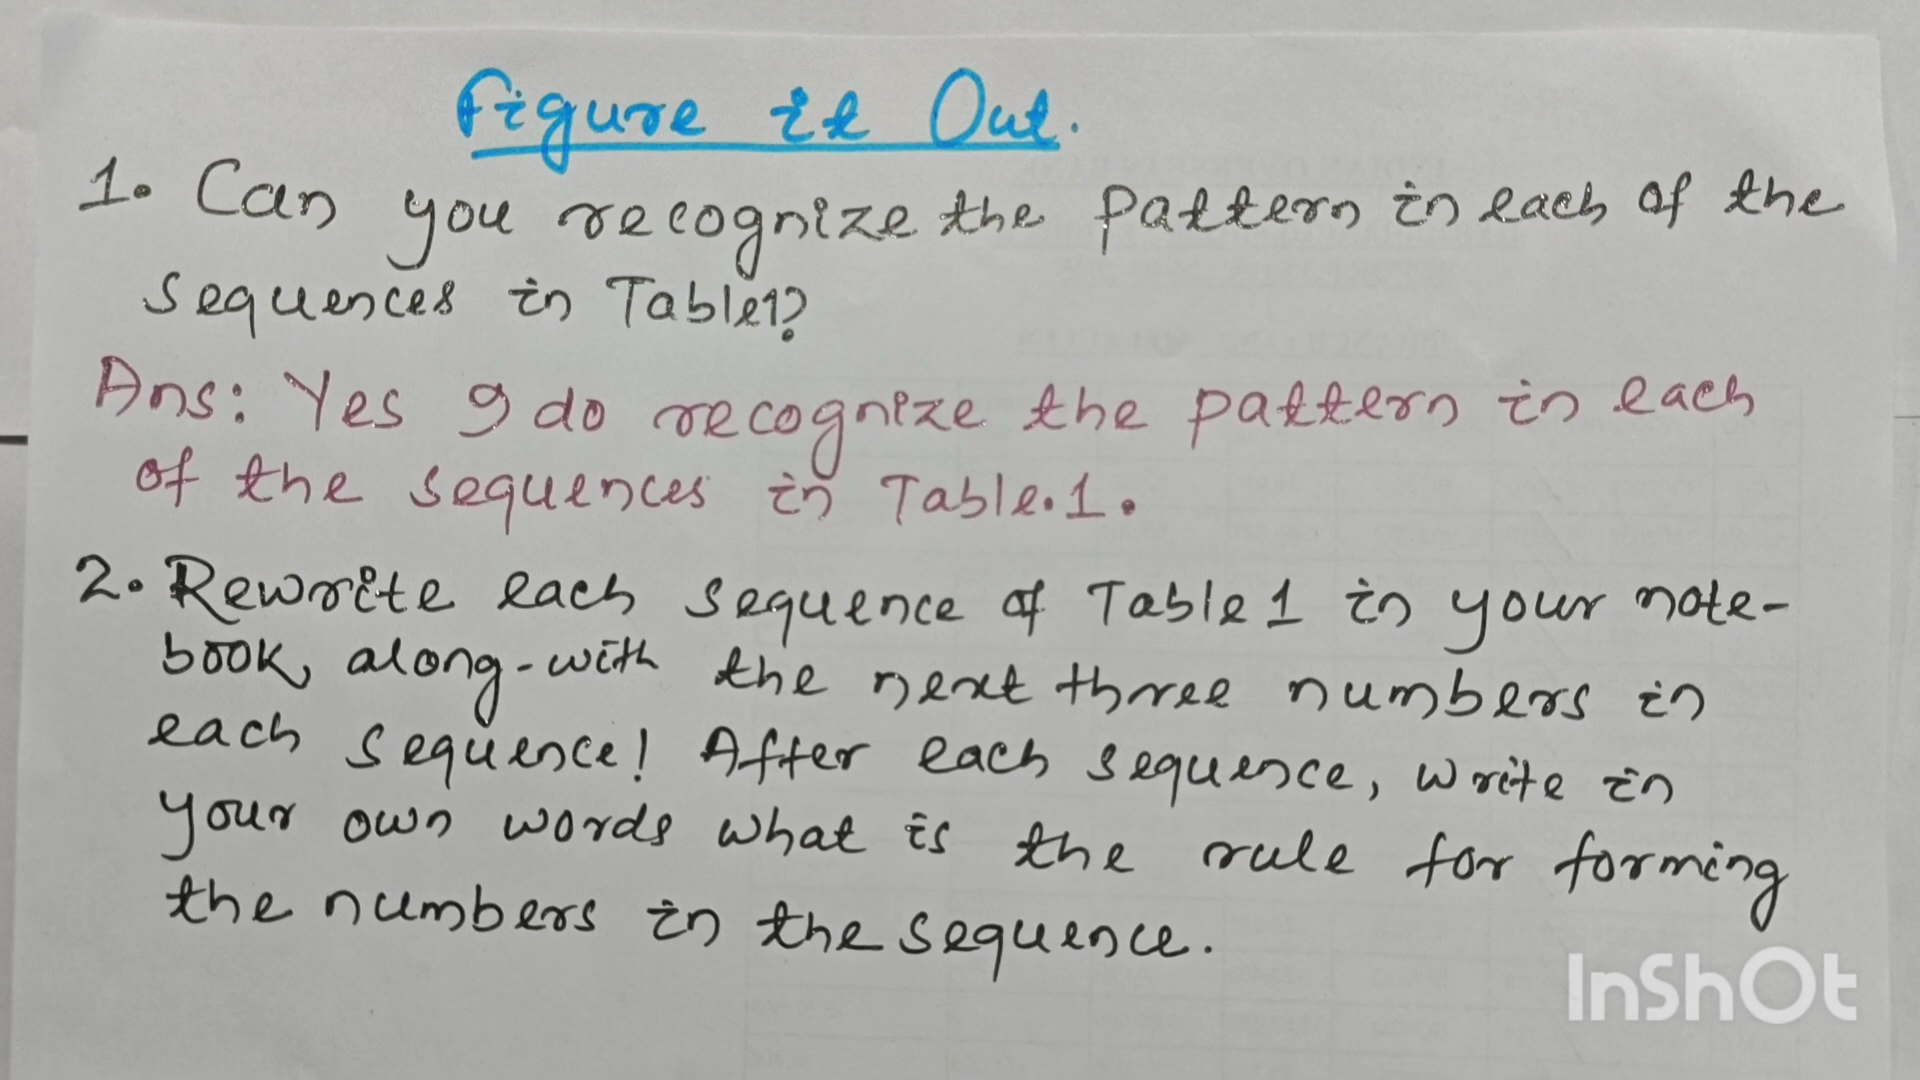 Figure it Out.
1. Can you recognize the pattern in each of the
sequences in Table1?
Ans: Yes I do recognize the pattern in each
of the sequences in Table.1.
2. Rewrite each sequence of Table 1 in your note-
book, along-with the next three numbers in
each sequence! After each sequence, write in
your own words what is the rule for forming
the numbers in the sequence.
InShOt